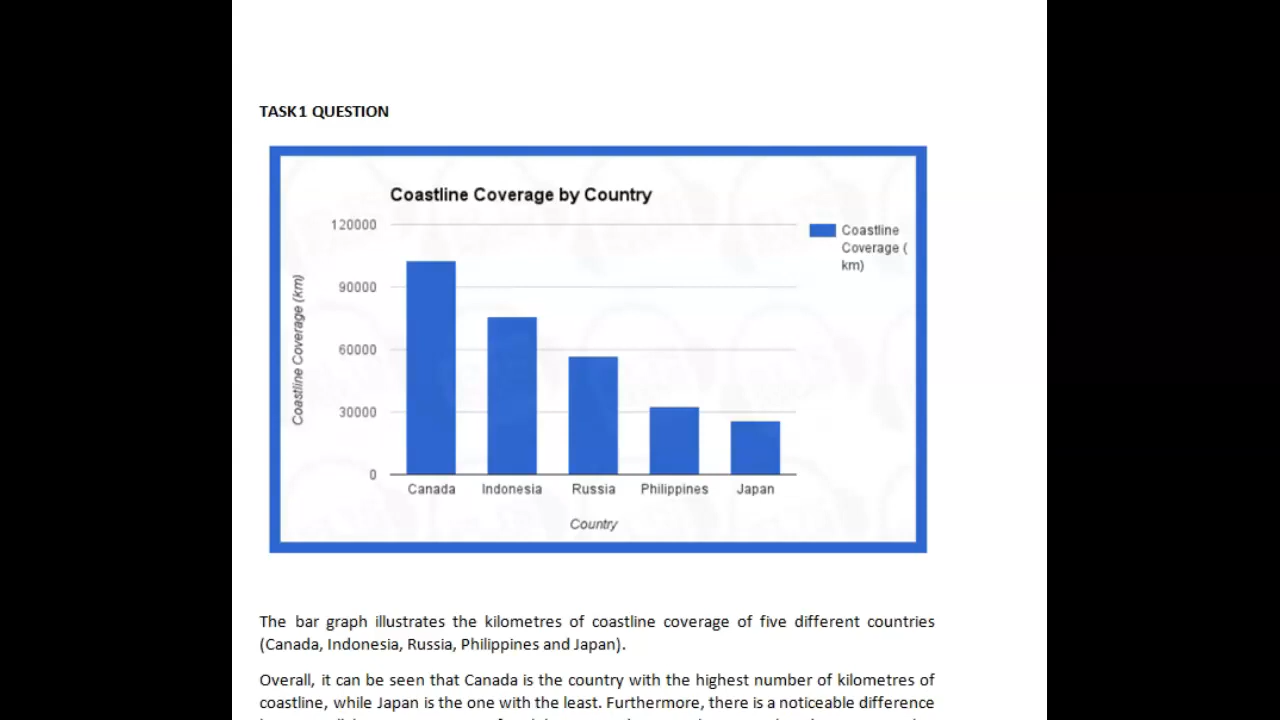 TASK1 QUESTION
Coastline Coverage by Country
120000
90000
60000
30000
0
Coastline Coverage (km)
Coastline
Coverage (
km)
Canada Indonesia Russia Philippines Japan
Country
The bar graph illustrates the kilometres of coastline coverage of five different countries
(Canada, Indonesia, Russia, Philippines and Japan).
Overall, it can be seen that Canada is the country with the highest number of kilometres of
coastline, while Japan is the one with the least. Furthermore, there is a noticeable difference